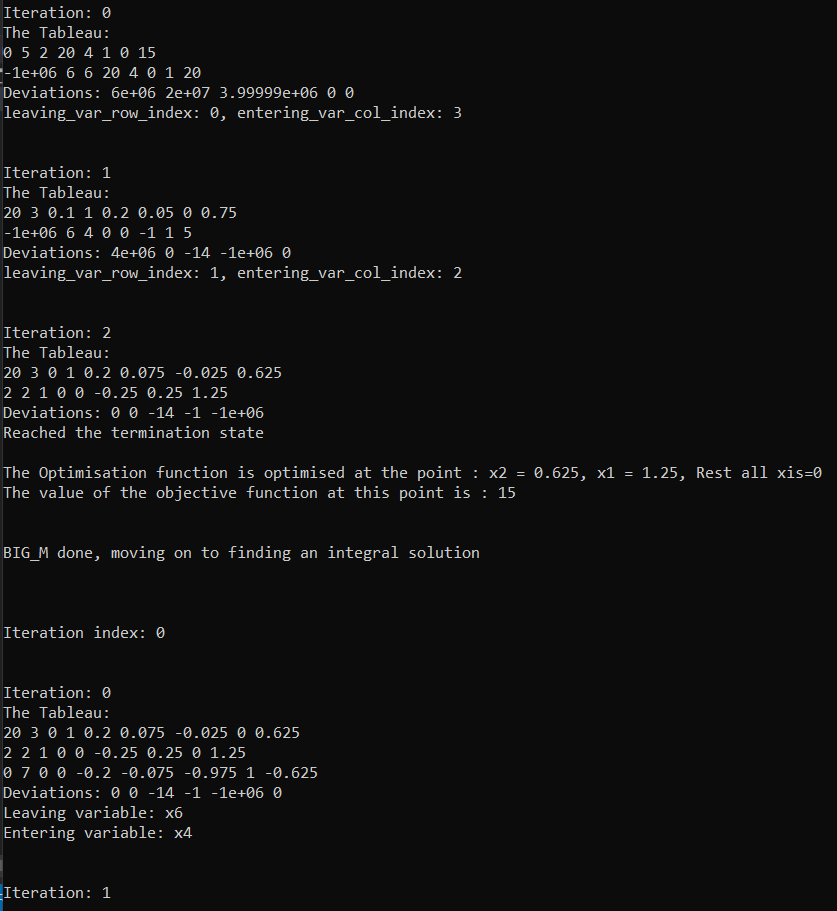 Iteration: 0
The Tableau:
0 5 2 20 4 1 0 15
-1e+06 6 6 20 4 0 1 20
Deviations: 6e+06 2e+07 3.99999e+06 0 0
leaving_var_row_index: 0, entering_var_col_index: 3
Iteration: 1
The Tableau:
20 3 0.1 1 0.2 0.05 0 0.75
-1e+06 6 4 0 0 -1 1 5
Deviations: 4e+06 0 -14 -1e+06 0
leaving_var_row_index: 1, entering_var_col_index: 2
Iteration: 2
The Tableau:
20 3 0 1 0.2 0.075 -0.025 0.625
2 2 1 0 0 -0.25 0.25 1.25
Deviations: 0 0 -14 -1 -1e+06
Reached the termination state
The Optimisation function is optimised at the point : x2 = 0.625, x1 = 1.25, Rest all xis=0
The value of the objective function at this point is : 15
BIG_M done, moving on to finding an integral solution
Iteration index: 0
Iteration: 0
The Tableau:
20 3 0 1 0.2 0.075 -0.025 0 0.625
2 2 1 0 0 -0.25 0.25 0 1.25
0 7 0 0 -0.2 -0.075 -0.975 1 -0.625
Deviations: 0 0 -14 -1 -1e+06 0
Leaving variable: x6
Entering variable: x4
Iteration: 1